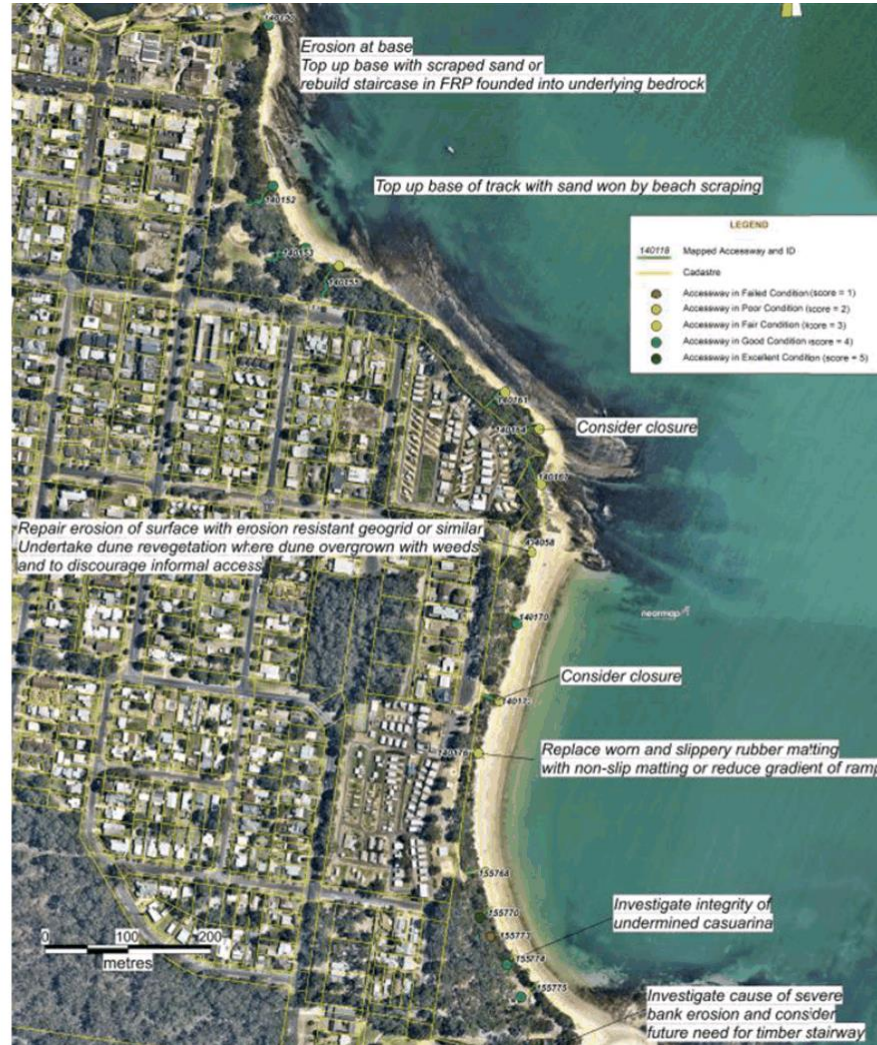 Erosion at base
Top up base with scraped sand or
rebuild staircase in FRP founded into underlying bedrock
140152
Top up base of track with sand won by beach scraping
LEGEND
140118 Mapped Accessway and ID
Cadastre
Accessway in Failed Condition (score = 1)
Accessway in Poor Condition (score = 2)
Accessway in Fair Condition (score = 3)
Accessway in Good Condition (score = 4)
Accessway in Excellent Condition (score = 5)
140153
140155
140161
140164
Consider closure
140167
Repair erosion of surface with erosion resistant geogrid or similar
Undertake dune revegetation where dune overgrown with weeds
and to discourage informal access
nearmap
140170
Consider closure
Replace worn and slippery rubber matting
with non-slip matting or reduce gradient of ramp
155768
155770
Investigate integrity of
undermined casuarina
155773
155774
155775
0 100 200
metres
Investigate cause of severe
bank erosion and consider
future need for timber stairway